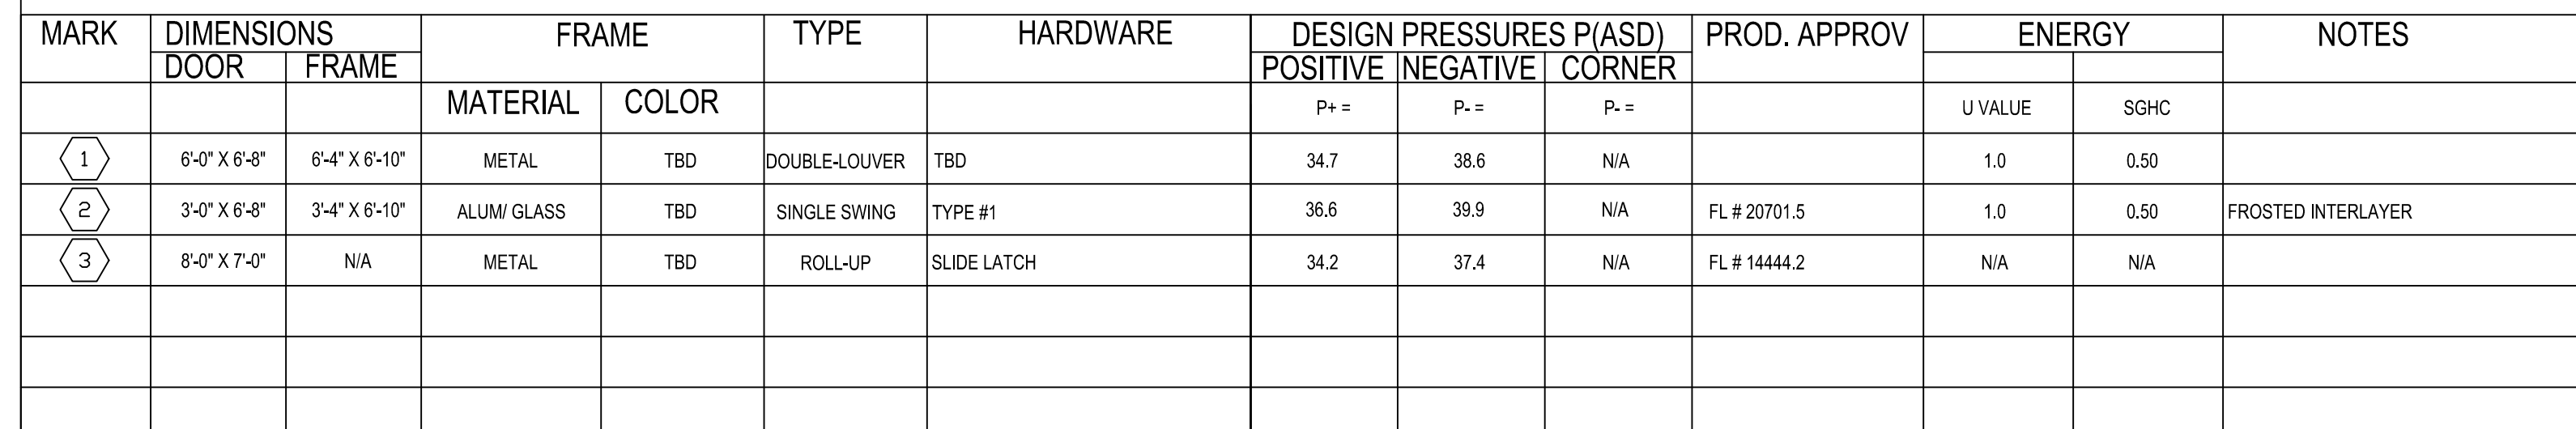 MARK DIMENSIONS FRAME TYPE HARDWARE DESIGN PRESSURES P(ASD) PROD. APPROV ENERGY NOTES
DOOR FRAME POSITIVE NEGATIVE CORNER
MATERIAL COLOR P+ = P- = P- = U VALUE SGHC
1 6'-0" X 6'-8" 6'-4" X 6'-10" METAL TBD DOUBLE-LOUVER TBD 34.7 38.6 N/A 1.0 0.50
2 3'-0" X 6'-8" 3'-4" X 6'-10" ALUM/ GLASS TBD SINGLE SWING TYPE #1 36.6 39.9 N/A FL # 20701.5 1.0 0.50 FROSTED INTERLAYER
3 8'-0" X 7'-0" N/A METAL TBD ROLL-UP SLIDE LATCH 34.2 37.4 N/A FL # 14444.2 N/A N/A